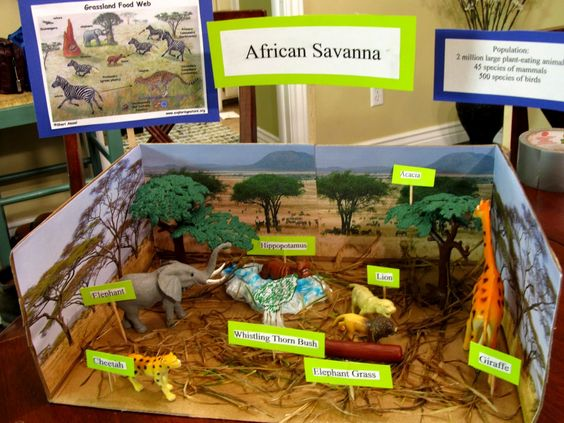 Grassland Food Web
African Savanna
Population:
2 million large plant-eating animals
45 species of mammals
500 species of birds
Acacia
Hippopotamus
Elephant
Lion
Whistling Thorn Bush
Cheetah
Elephant Grass
Giraffe